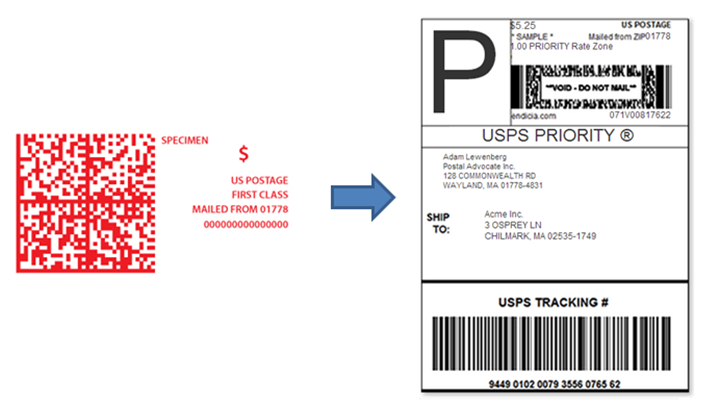 SPECIMEN
$
US POSTAGE
FIRST CLASS
MAILED FROM 01778
000000000000000
P
$5.25 US POSTAGE
* SAMPLE * Mailed from ZIP01778
1.00 PRIORITY Rate Zone
**VOID - DO NOT MAIL**
endicia.com 071V00817622
USPS PRIORITY ®
Adam Lewenberg
Postal Advocate Inc.
128 COMMONWEALTH RD
WAYLAND, MA 01778-4831
SHIP
TO:
Acme Inc.
3 OSPREY LN
CHILMARK, MA 02535-1749
USPS TRACKING #
9449 0102 0079 3556 0765 62